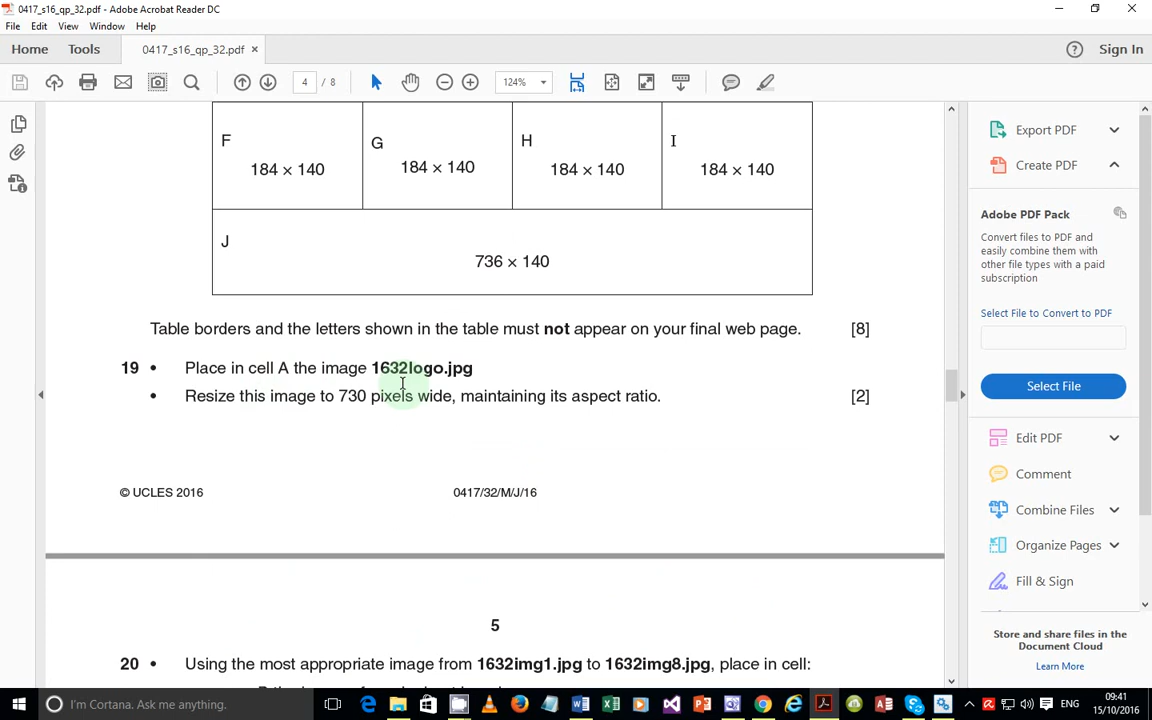 0417_s16_qp_32.pdf - Adobe Acrobat Reader DC
File Edit View Window Help
Home Tools 0417_s16_qp_32.pdf × Sign In
4 / 8 124%
F G H I
184 × 140 184 × 140 184 × 140 184 × 140
J
736 × 140
Table borders and the letters shown in the table must not appear on your final web page. [8]
19 • Place in cell A the image 1632logo.jpg
• Resize this image to 730 pixels wide, maintaining its aspect ratio. [2]
© UCLES 2016 0417/32/M/J/16
5
20 • Using the most appropriate image from 1632img1.jpg to 1632img8.jpg, place in cell:
Export PDF
Create PDF
Adobe PDF Pack
Convert files to PDF and
easily combine them with
other file types with a paid
subscription
Select File to Convert to PDF
Select File
Edit PDF
Comment
Combine Files
Organize Pages
Fill & Sign
Store and share files in the
Document Cloud
Learn More
I'm Cortana. Ask me anything.
ENG
09:41
15/10/2016